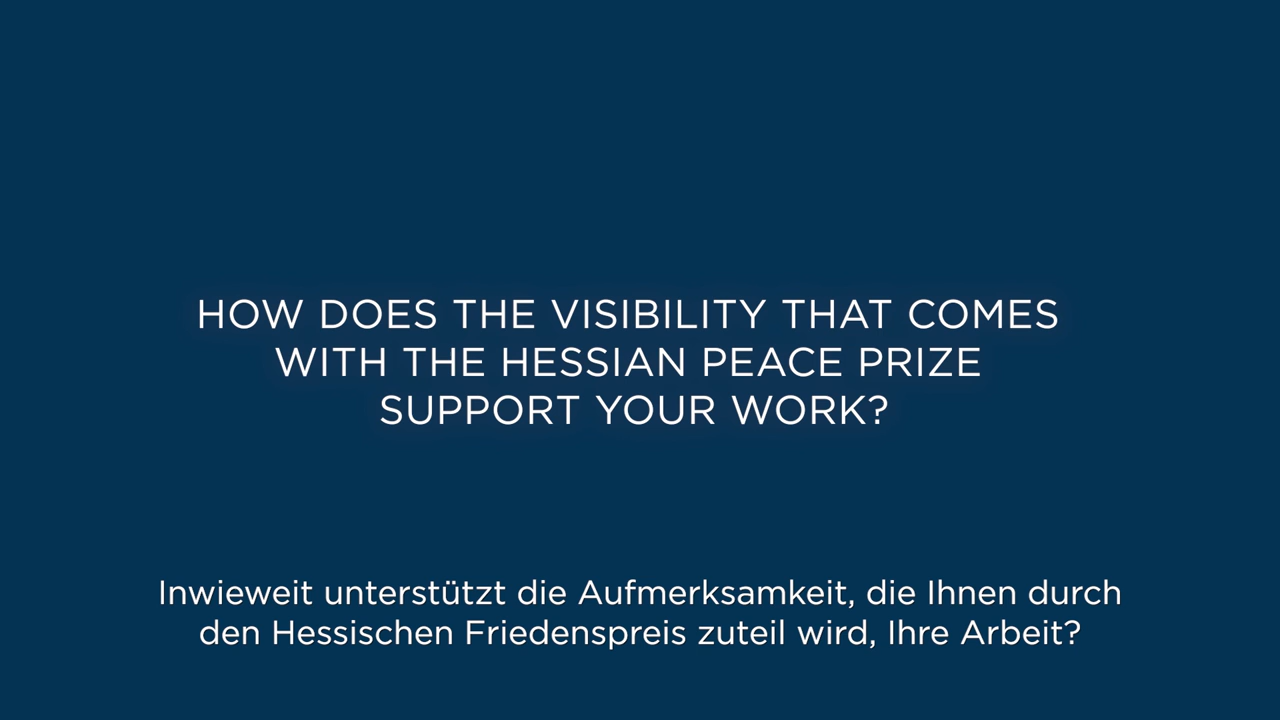 HOW DOES THE VISIBILITY THAT COMES
WITH THE HESSIAN PEACE PRIZE
SUPPORT YOUR WORK?
Inwieweit unterstützt die Aufmerksamkeit, die Ihnen durch
den Hessischen Friedenspreis zuteil wird, Ihre Arbeit?